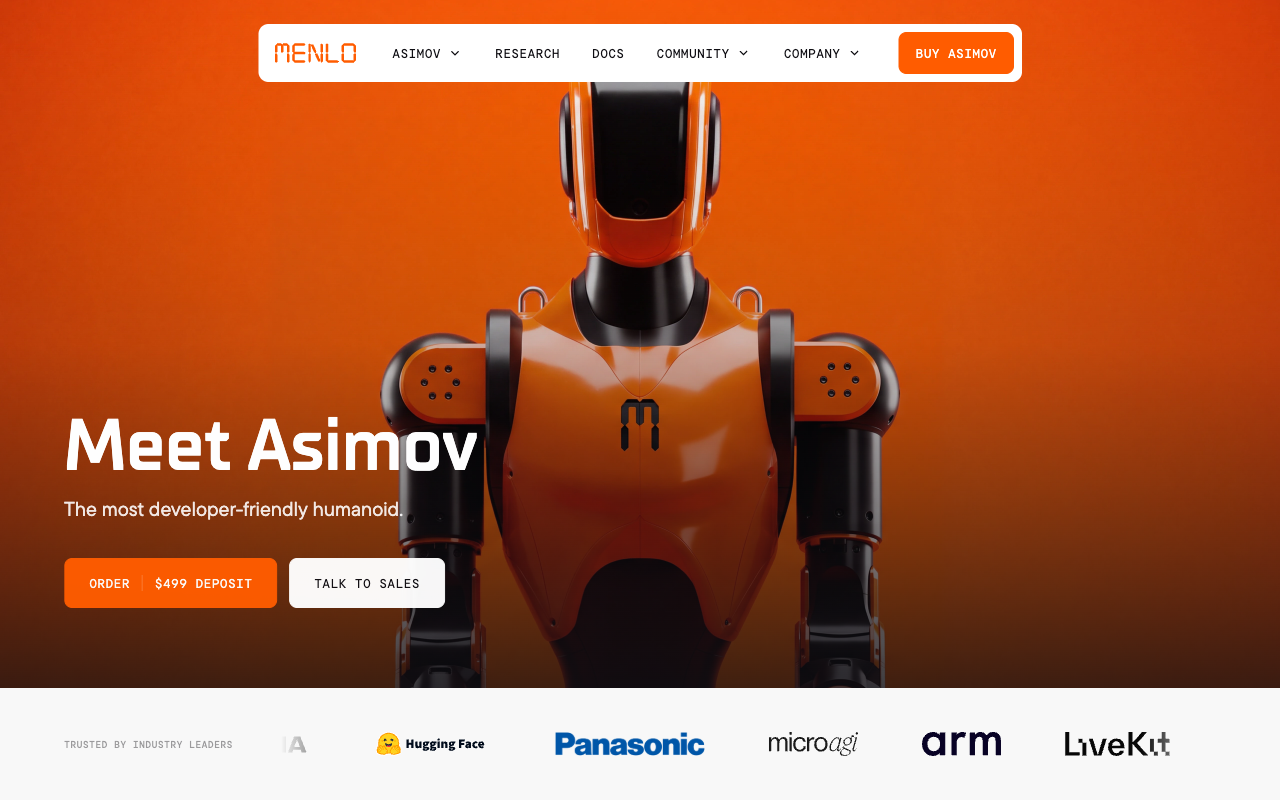 MENLO
ASIMOV
RESEARCH
DOCS
COMMUNITY
COMPANY
BUY ASIMOV
Meet Asimov
The most developer-friendly humanoid.
ORDER | $499 DEPOSIT
TALK TO SALES
TRUSTED BY INDUSTRY LEADERS
IA
Hugging Face
Panasonic
microagi
arm
LiveKit